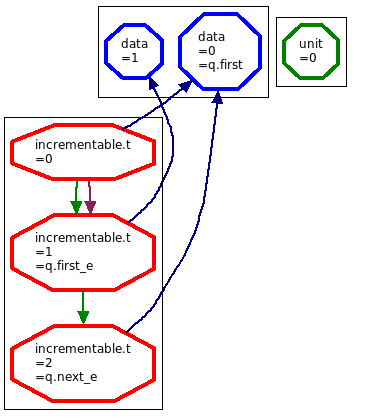 data
=1
data
=0
=q.first
unit
=0
incrementable.t
=0
incrementable.t
=1
=q.first_e
incrementable.t
=2
=q.next_e